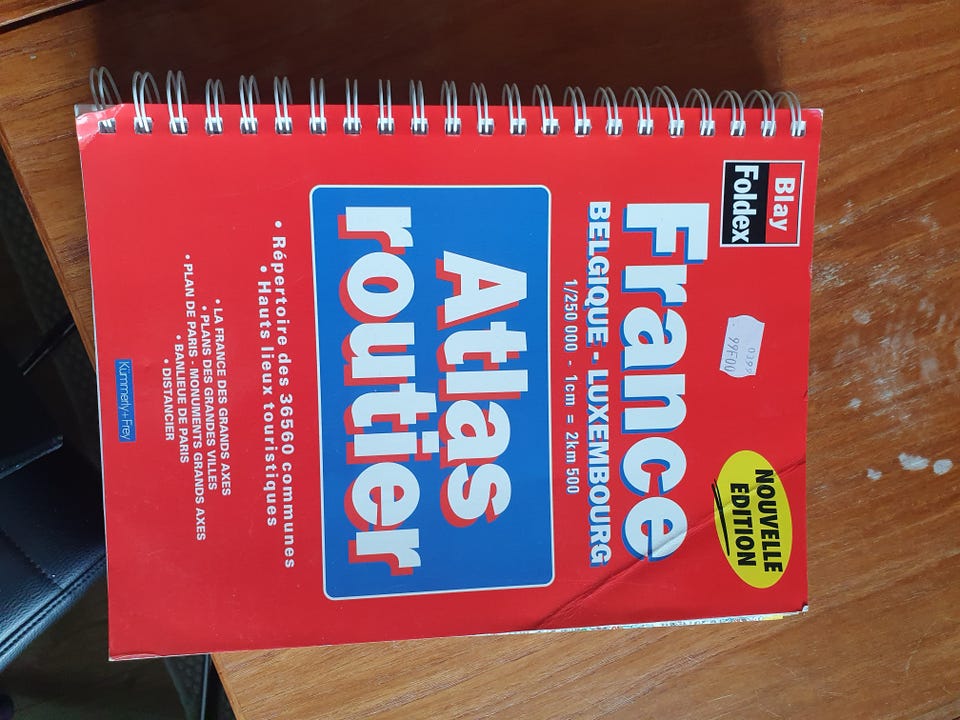 Blay
Foldex
NOUVELLE
EDITION
0399
99F00
France
BELGIQUE - LUXEMBOURG
1/250 000 - 1cm = 2km 500
Atlas
routier
• Répertoire des 36560 communes
• Hauts lieux touristiques
• LA FRANCE DES GRANDS AXES
• PLANS DES GRANDES VILLES
• PLAN DE PARIS - MONUMENTS GRANDS AXES
• BANLIEUE DE PARIS
• DISTANCIER
Kümmerly+Frey